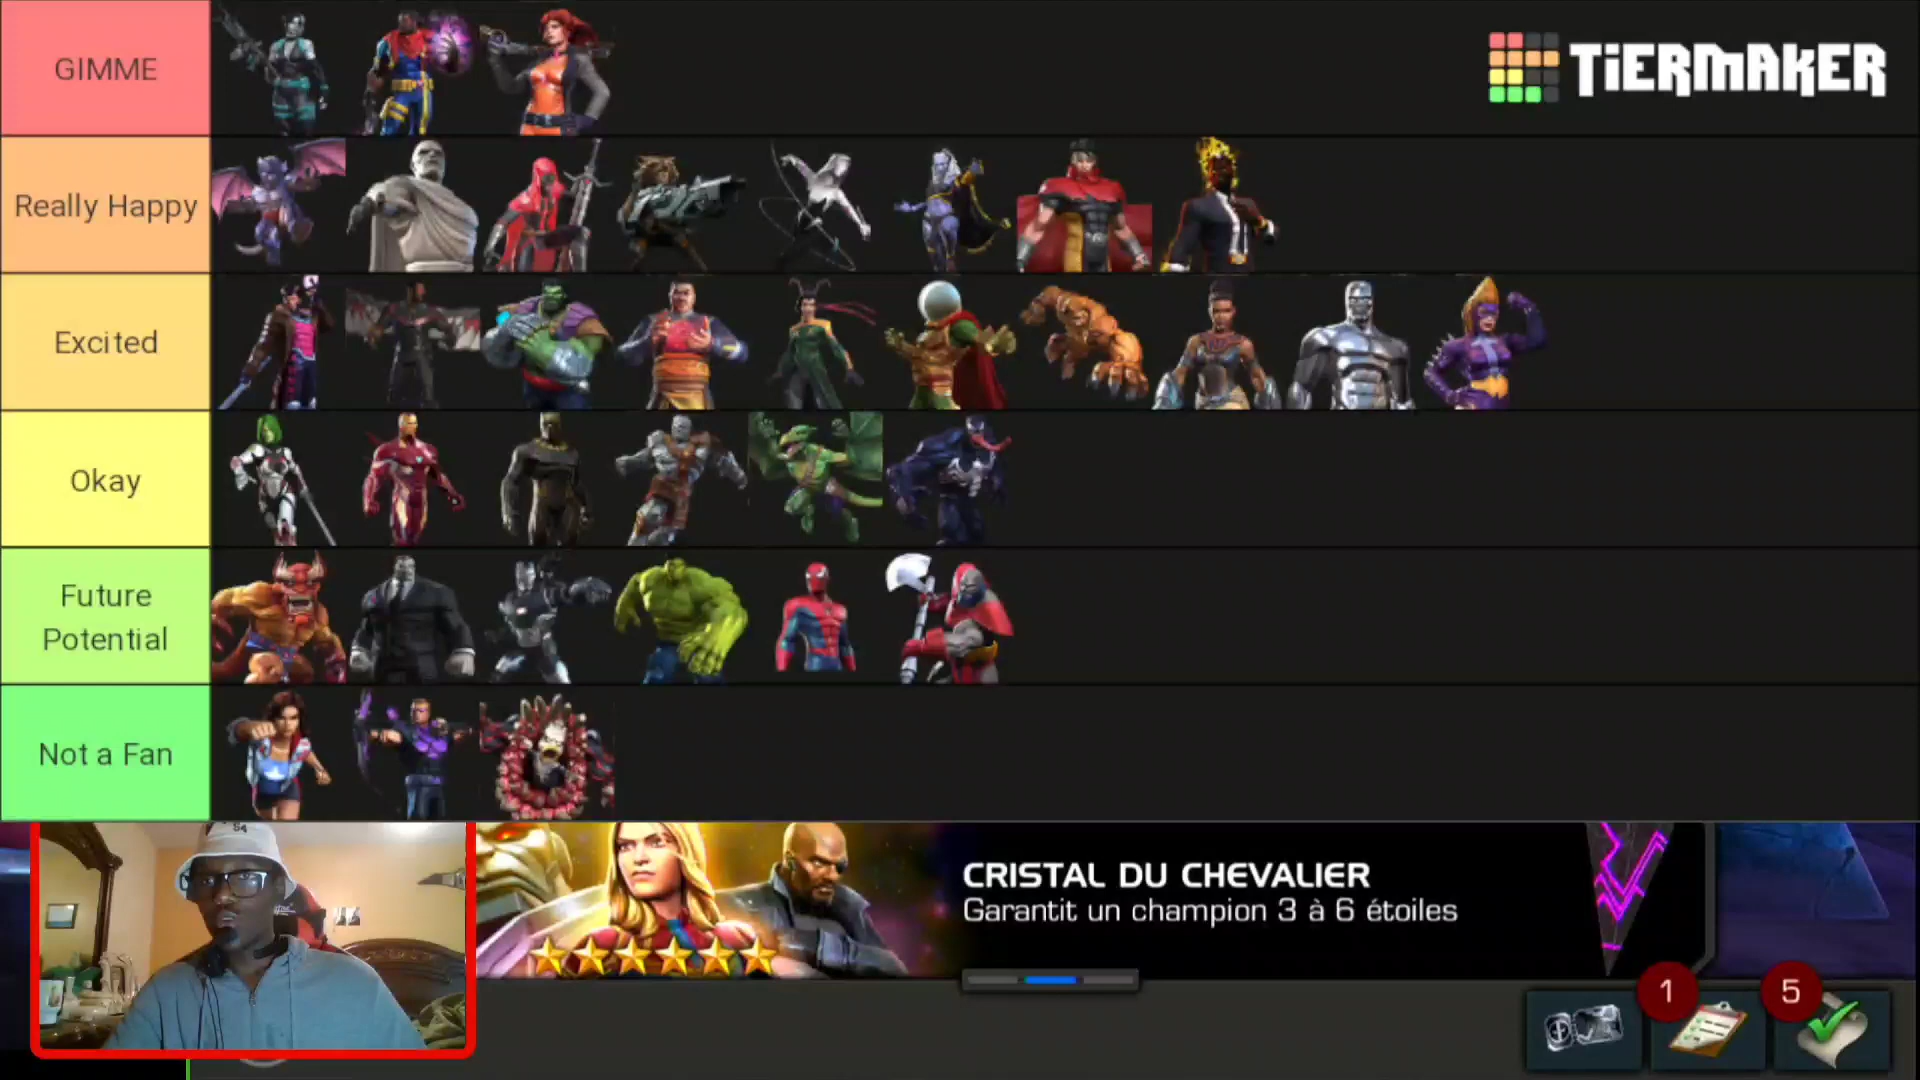 GIMME
TiERMAKER
Really Happy
Excited
Okay
Future
Potential
Not a Fan
54
CRISTAL DU CHEVALIER
Garantit un champion 3 à 6 étoiles
1
5